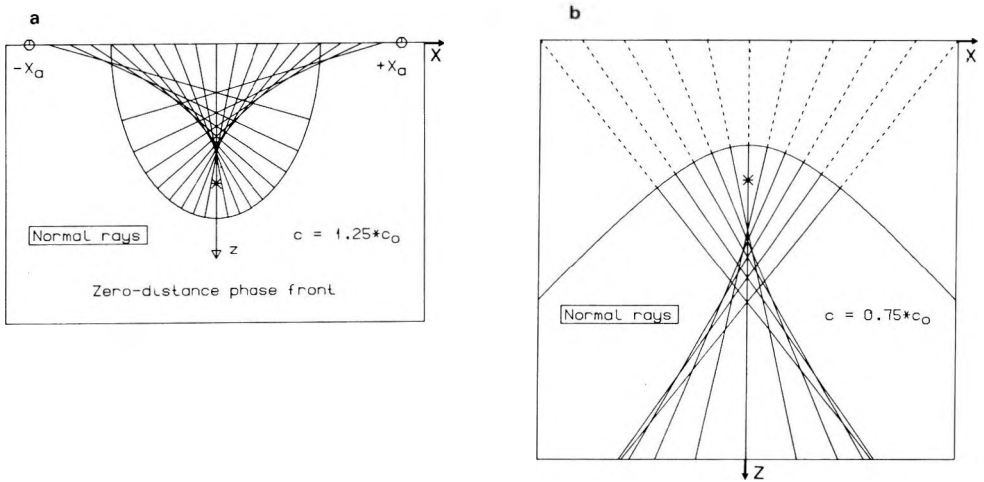 a
-Xa
+Xa
X
Normal rays
z
c = 1.25*co
Zero-distance phase front
b
X
Normal rays
c = 0.75*co
Z